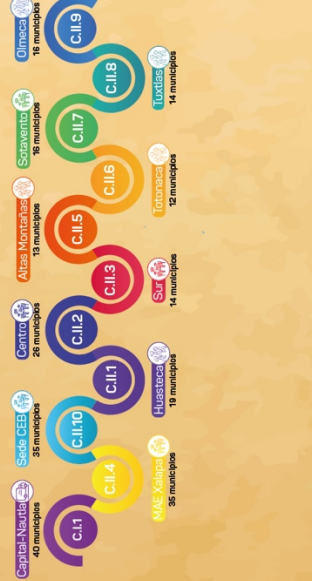 Capital-Nautla
40 municipios
C.I.1
C.II.4
MAE Xalapa
35 municipios
Sede CEB
35 municipios
C.II.10
C.II.1
Huasteca
19 municipios
Centro
26 municipios
C.II.2
C.II.3
Sur
14 municipios
Altas Montañas
13 municipios
C.II.5
C.II.6
Totonaca
12 municipios
Sotavento
16 municipios
C.II.7
C.II.8
Tuxtlas
14 municipios
Olmeca
16 municipios
C.II.9